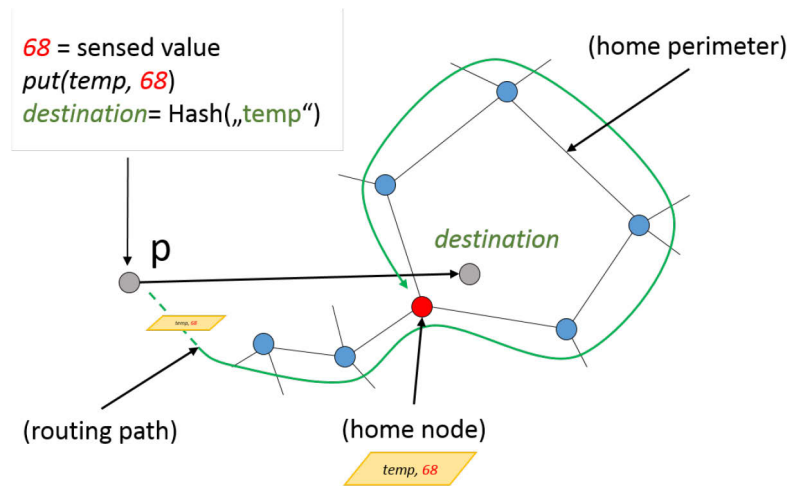 68 = sensed value
put(temp, 68)
destination= Hash(„temp“)
(home perimeter)
p
destination
temp, 68
(routing path)
(home node)
temp, 68